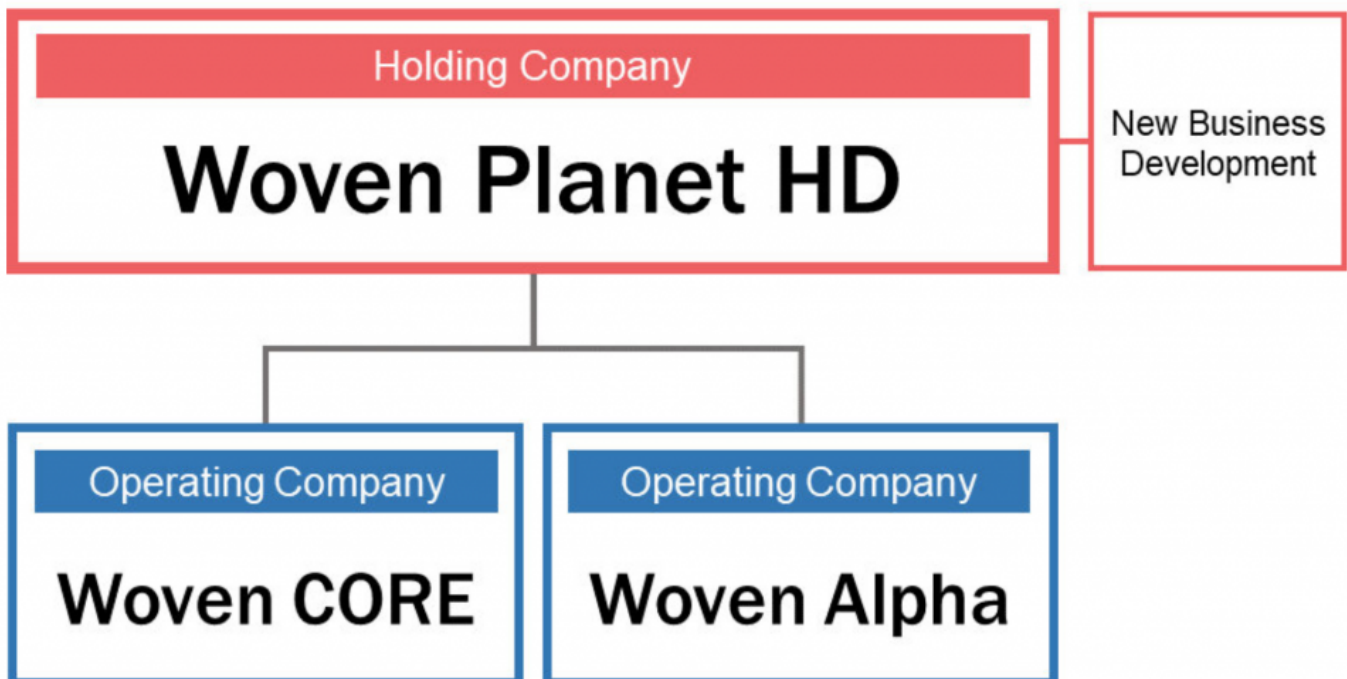 Holding Company
Woven Planet HD
New Business
Development
Operating Company
Woven CORE
Operating Company
Woven Alpha